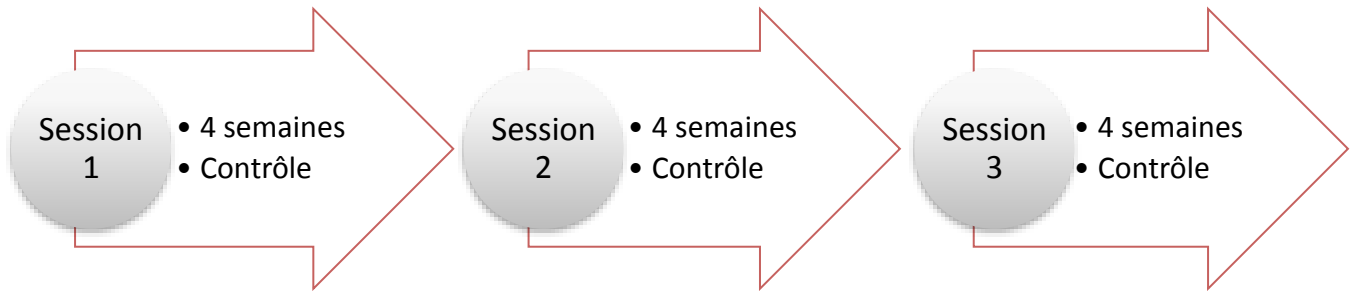 Session
1
• 4 semaines
• Contrôle
Session
2
• 4 semaines
• Contrôle
Session
3
• 4 semaines
• Contrôle